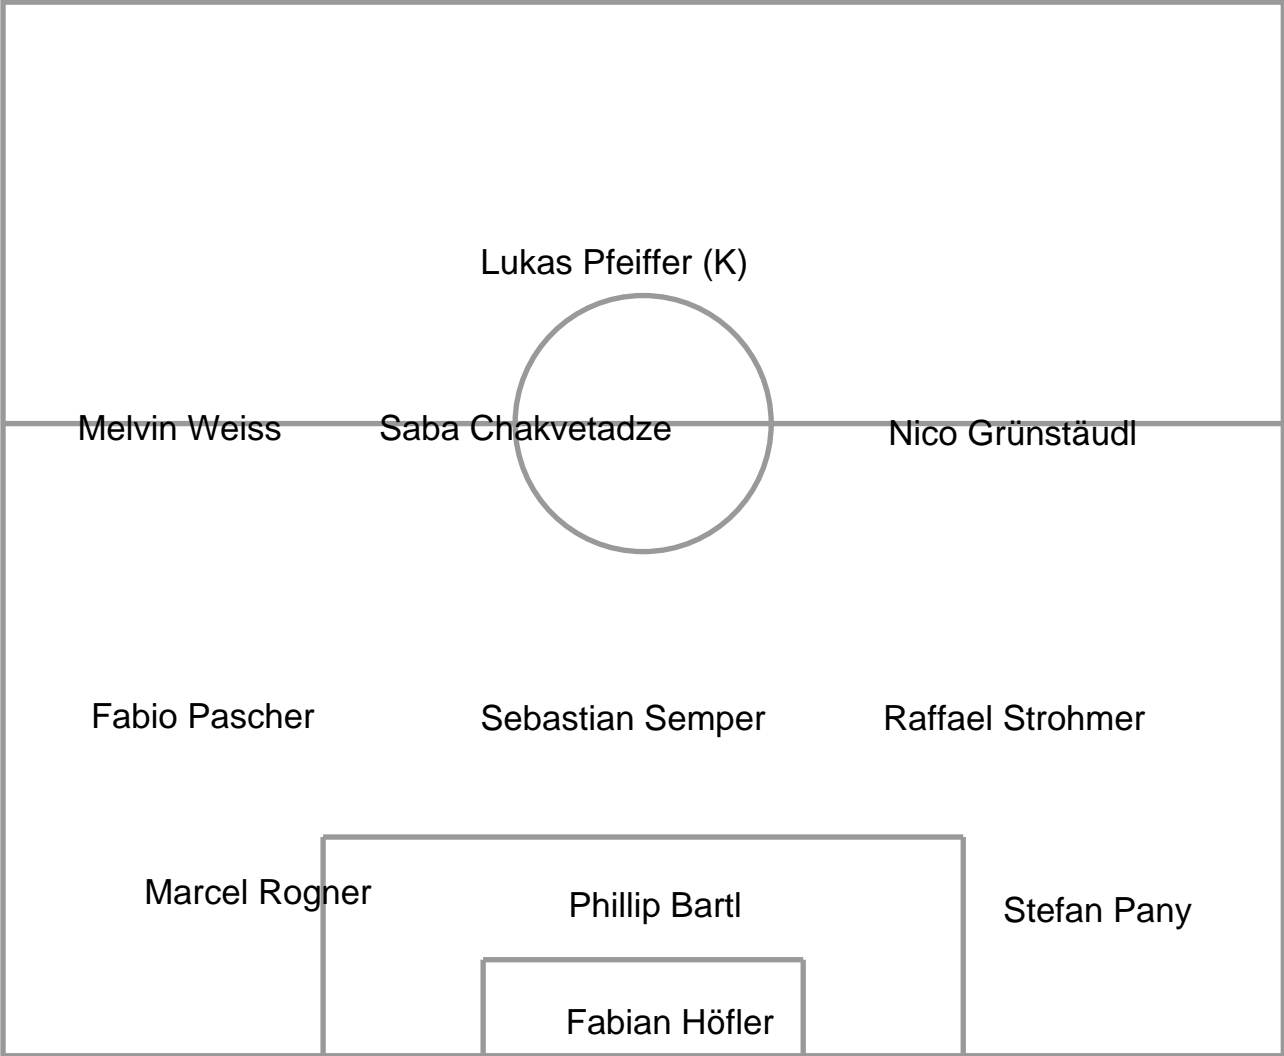 Lukas Pfeiffer (K)
Melvin Weiss
Saba Chakvetadze
Nico Grünstäudl
Fabio Pascher
Sebastian Semper
Raffael Strohmer
Marcel Rogner
Phillip Bartl
Stefan Pany
Fabian Höfler